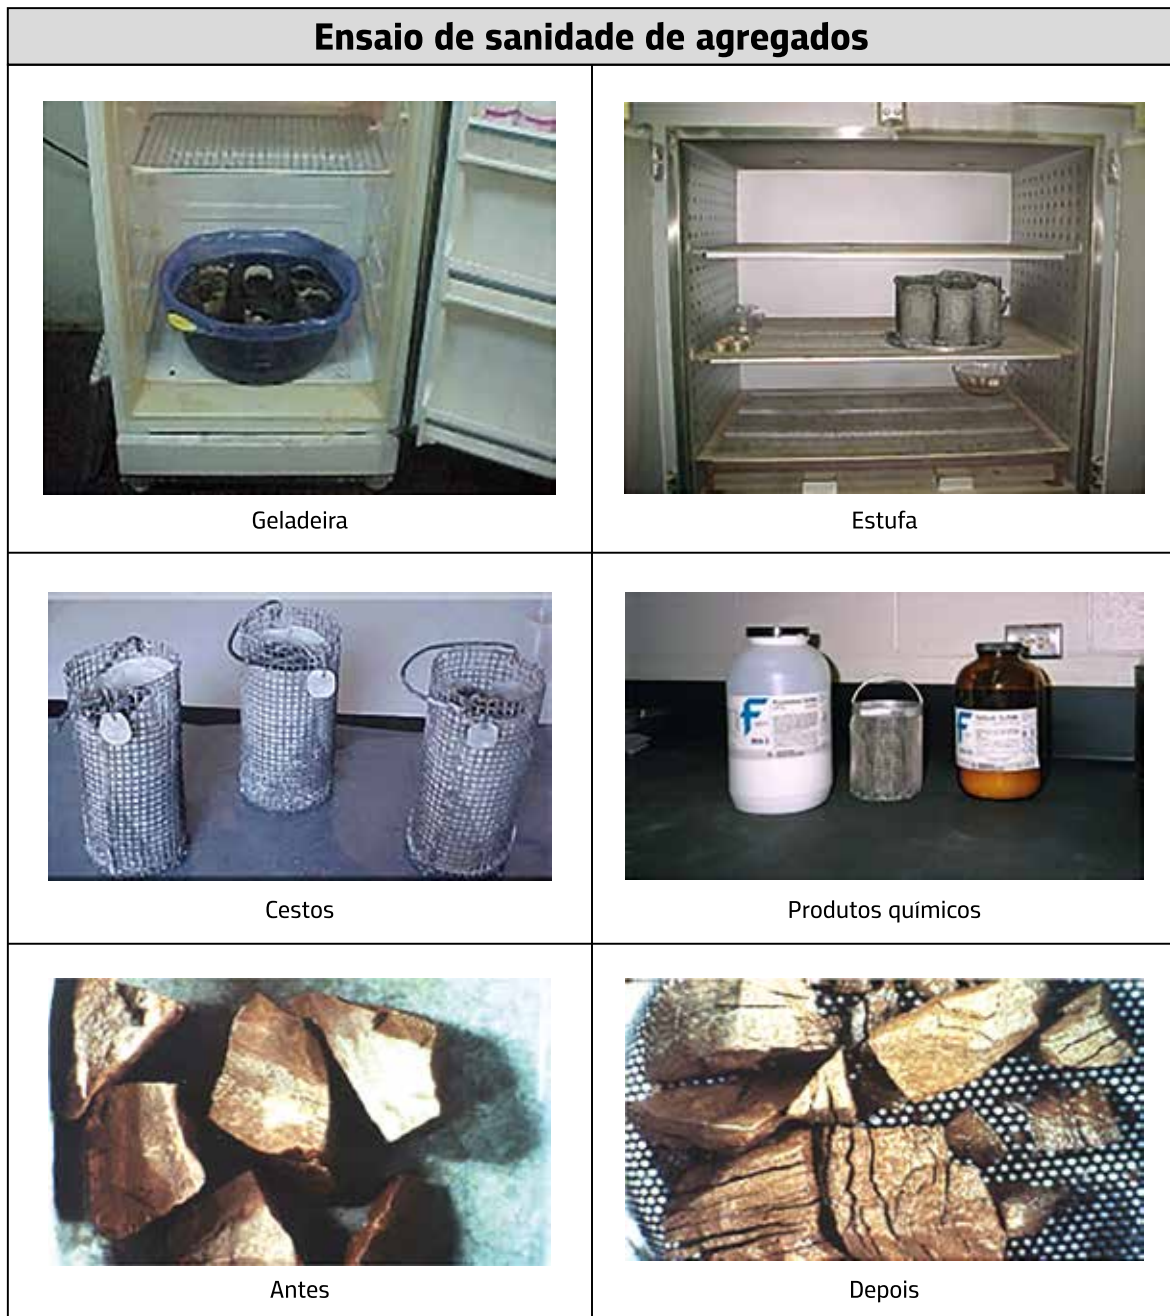 Ensaio de sanidade de agregados
Geladeira
Estufa
Cestos
Produtos químicos
Antes
Depois